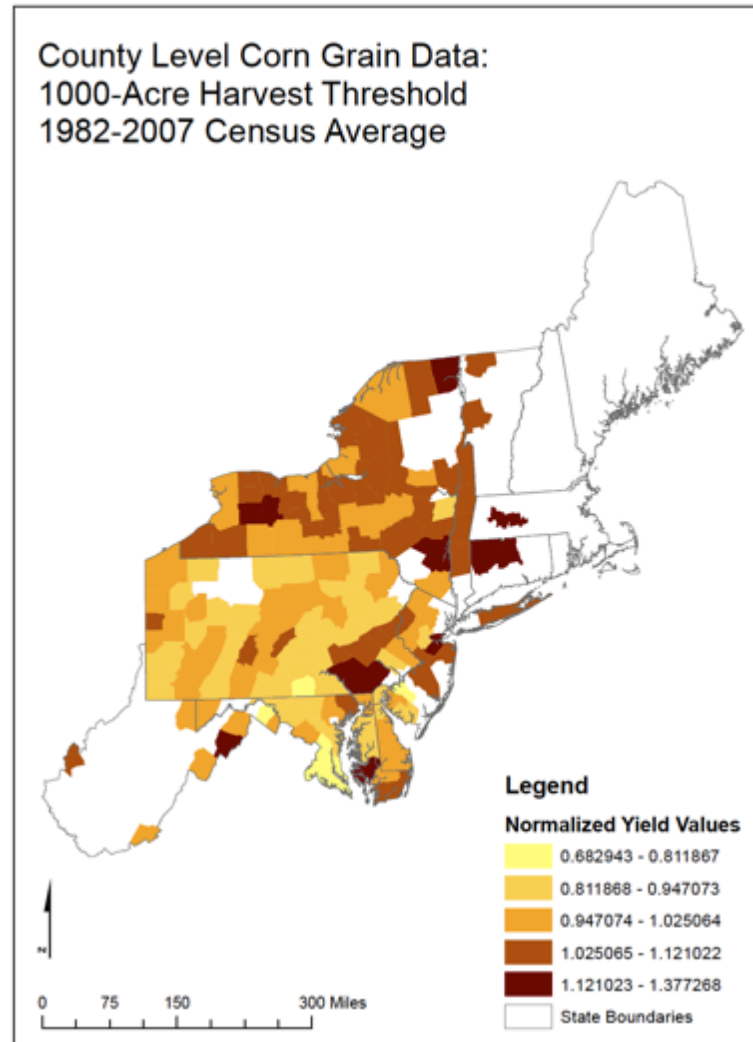 County Level Corn Grain Data:
1000-Acre Harvest Threshold
1982-2007 Census Average
Legend
Normalized Yield Values
0.682943 - 0.811867
0.811868 - 0.947073
0.947074 - 1.025064
1.025065 - 1.121022
1.121023 - 1.377268
State Boundaries
N
0 75 150 300 Miles